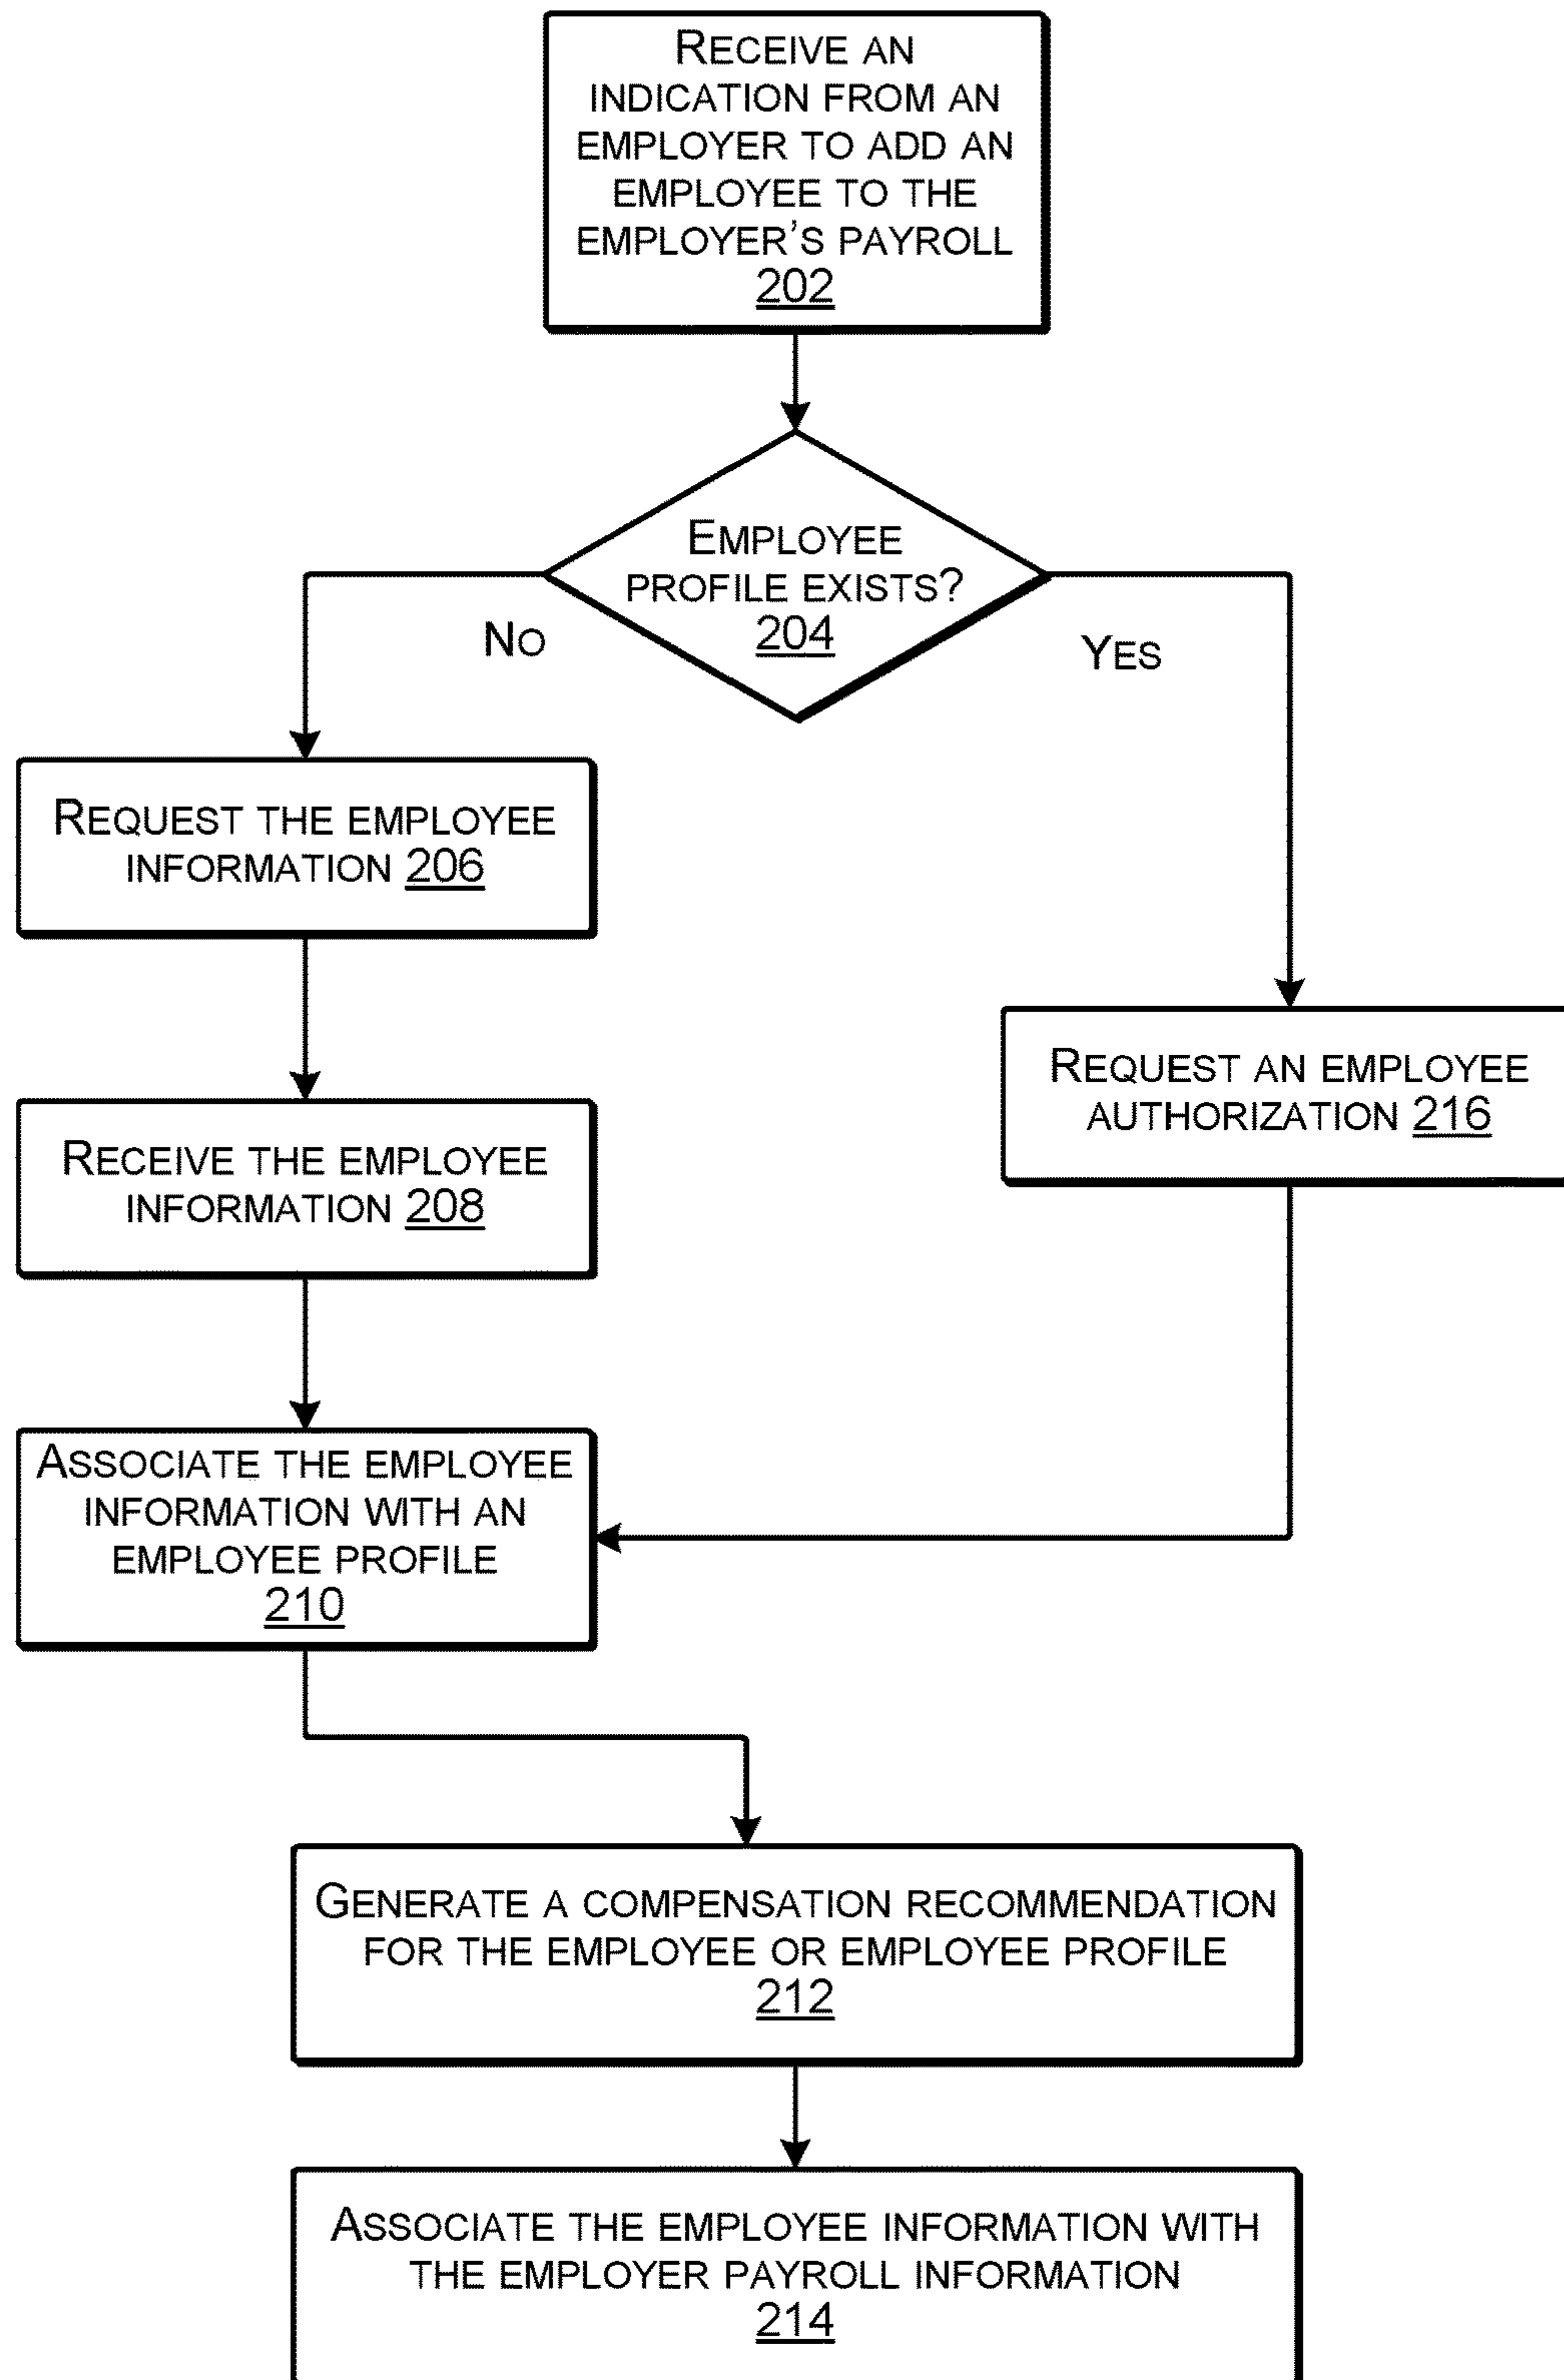 RECEIVE AN
INDICATION FROM AN
EMPLOYER TO ADD AN
EMPLOYEE TO THE
EMPLOYER'S PAYROLL
202
EMPLOYEE
PROFILE EXISTS?
204
NO
YES
REQUEST THE EMPLOYEE
INFORMATION 206
REQUEST AN EMPLOYEE
AUTHORIZATION 216
RECEIVE THE EMPLOYEE
INFORMATION 208
ASSOCIATE THE EMPLOYEE
INFORMATION WITH AN
EMPLOYEE PROFILE
210
GENERATE A COMPENSATION RECOMMENDATION
FOR THE EMPLOYEE OR EMPLOYEE PROFILE
212
ASSOCIATE THE EMPLOYEE INFORMATION WITH
THE EMPLOYER PAYROLL INFORMATION
214